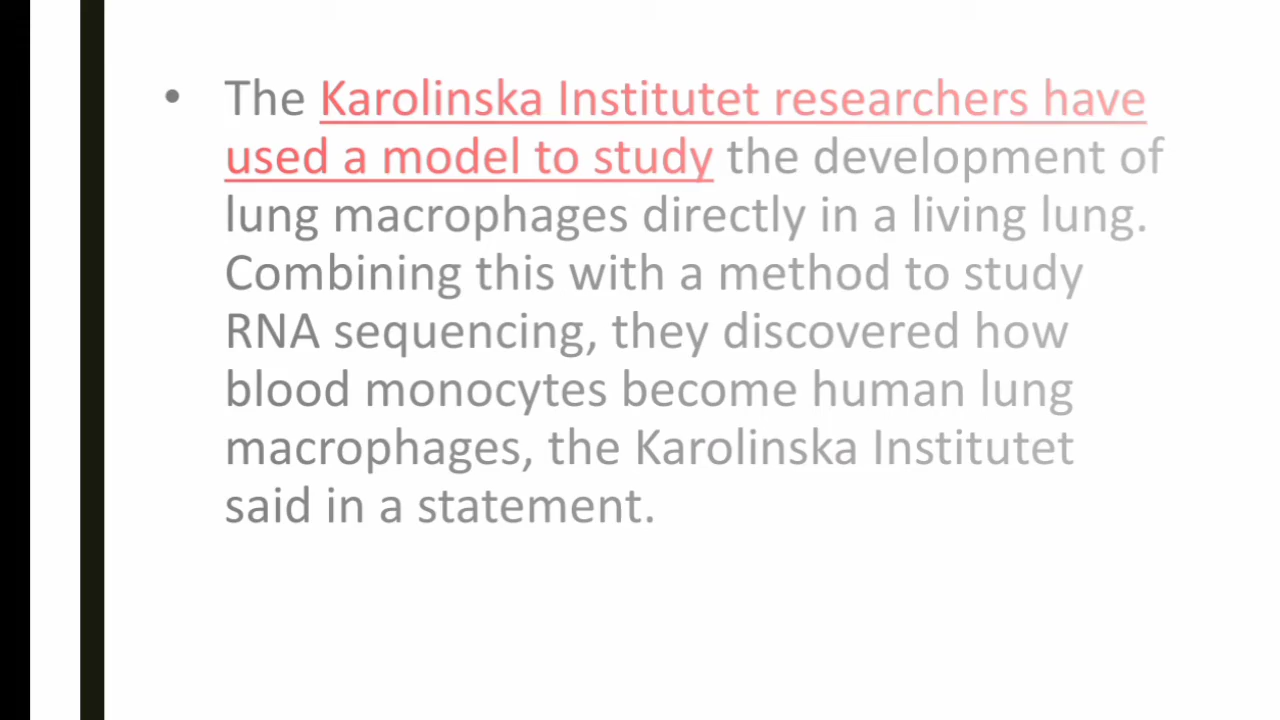 • The Karolinska Institutet researchers have
used a model to study the development of
lung macrophages directly in a living lung.
Combining this with a method to study
RNA sequencing, they discovered how
blood monocytes become human lung
macrophages, the Karolinska Institutet
said in a statement.